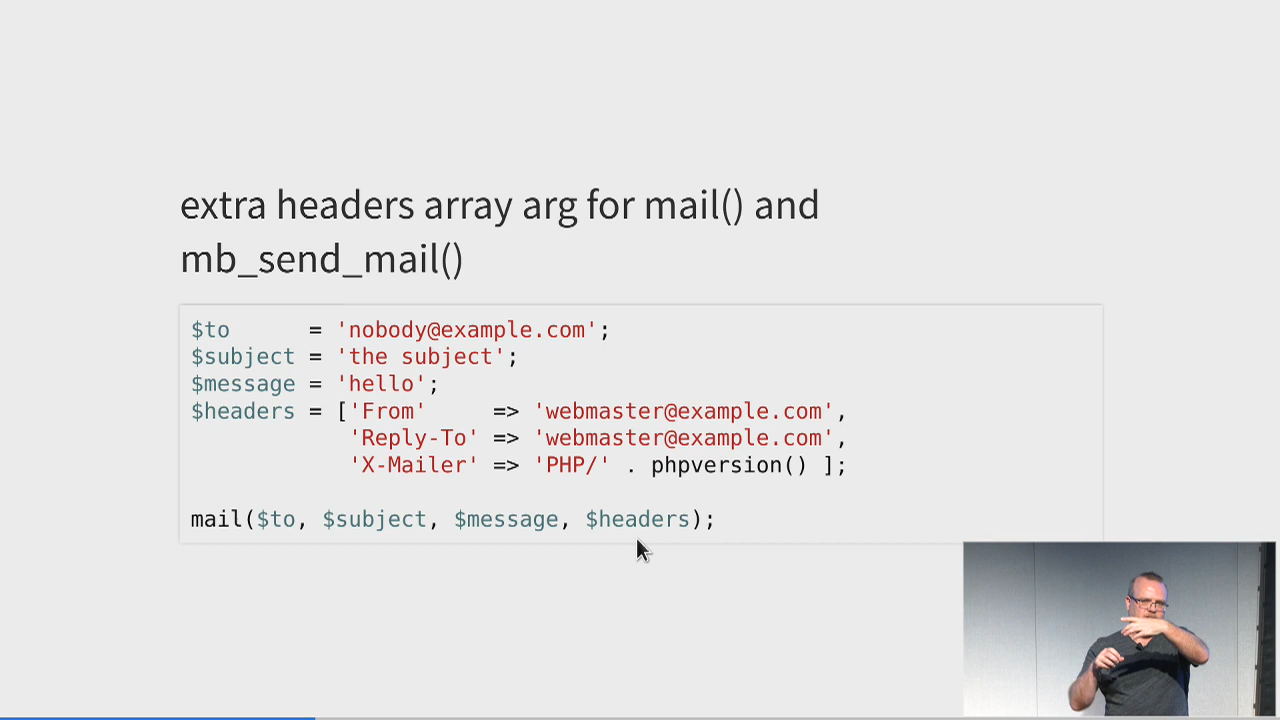 extra headers array arg for mail() and
mb_send_mail()
$to      = 'nobody@example.com';
$subject = 'the subject';
$message = 'hello';
$headers = ['From'     => 'webmaster@example.com',
            'Reply-To' => 'webmaster@example.com',
            'X-Mailer' => 'PHP/' . phpversion() ];
mail($to, $subject, $message, $headers);